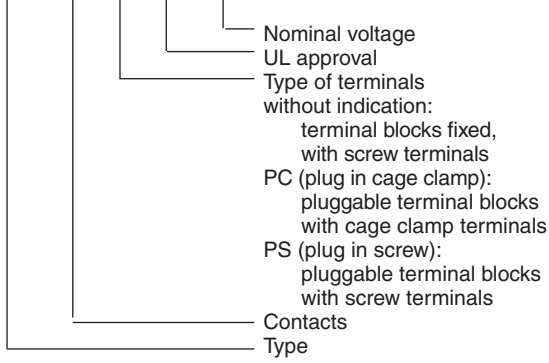 Nominal voltage
UL approval
Type of terminals
without indication:
terminal blocks fixed,
with screw terminals
PC (plug in cage clamp):
pluggable terminal blocks
with cage clamp terminals
PS (plug in screw):
pluggable terminal blocks
with screw terminals
Contacts
Type